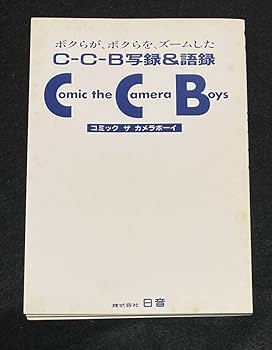 ボクらが、ボクらを、ズームした
C-C-B写録&語録
Comic the Camera Boys
コミック ザ カメラボーイ
株式会社 日音